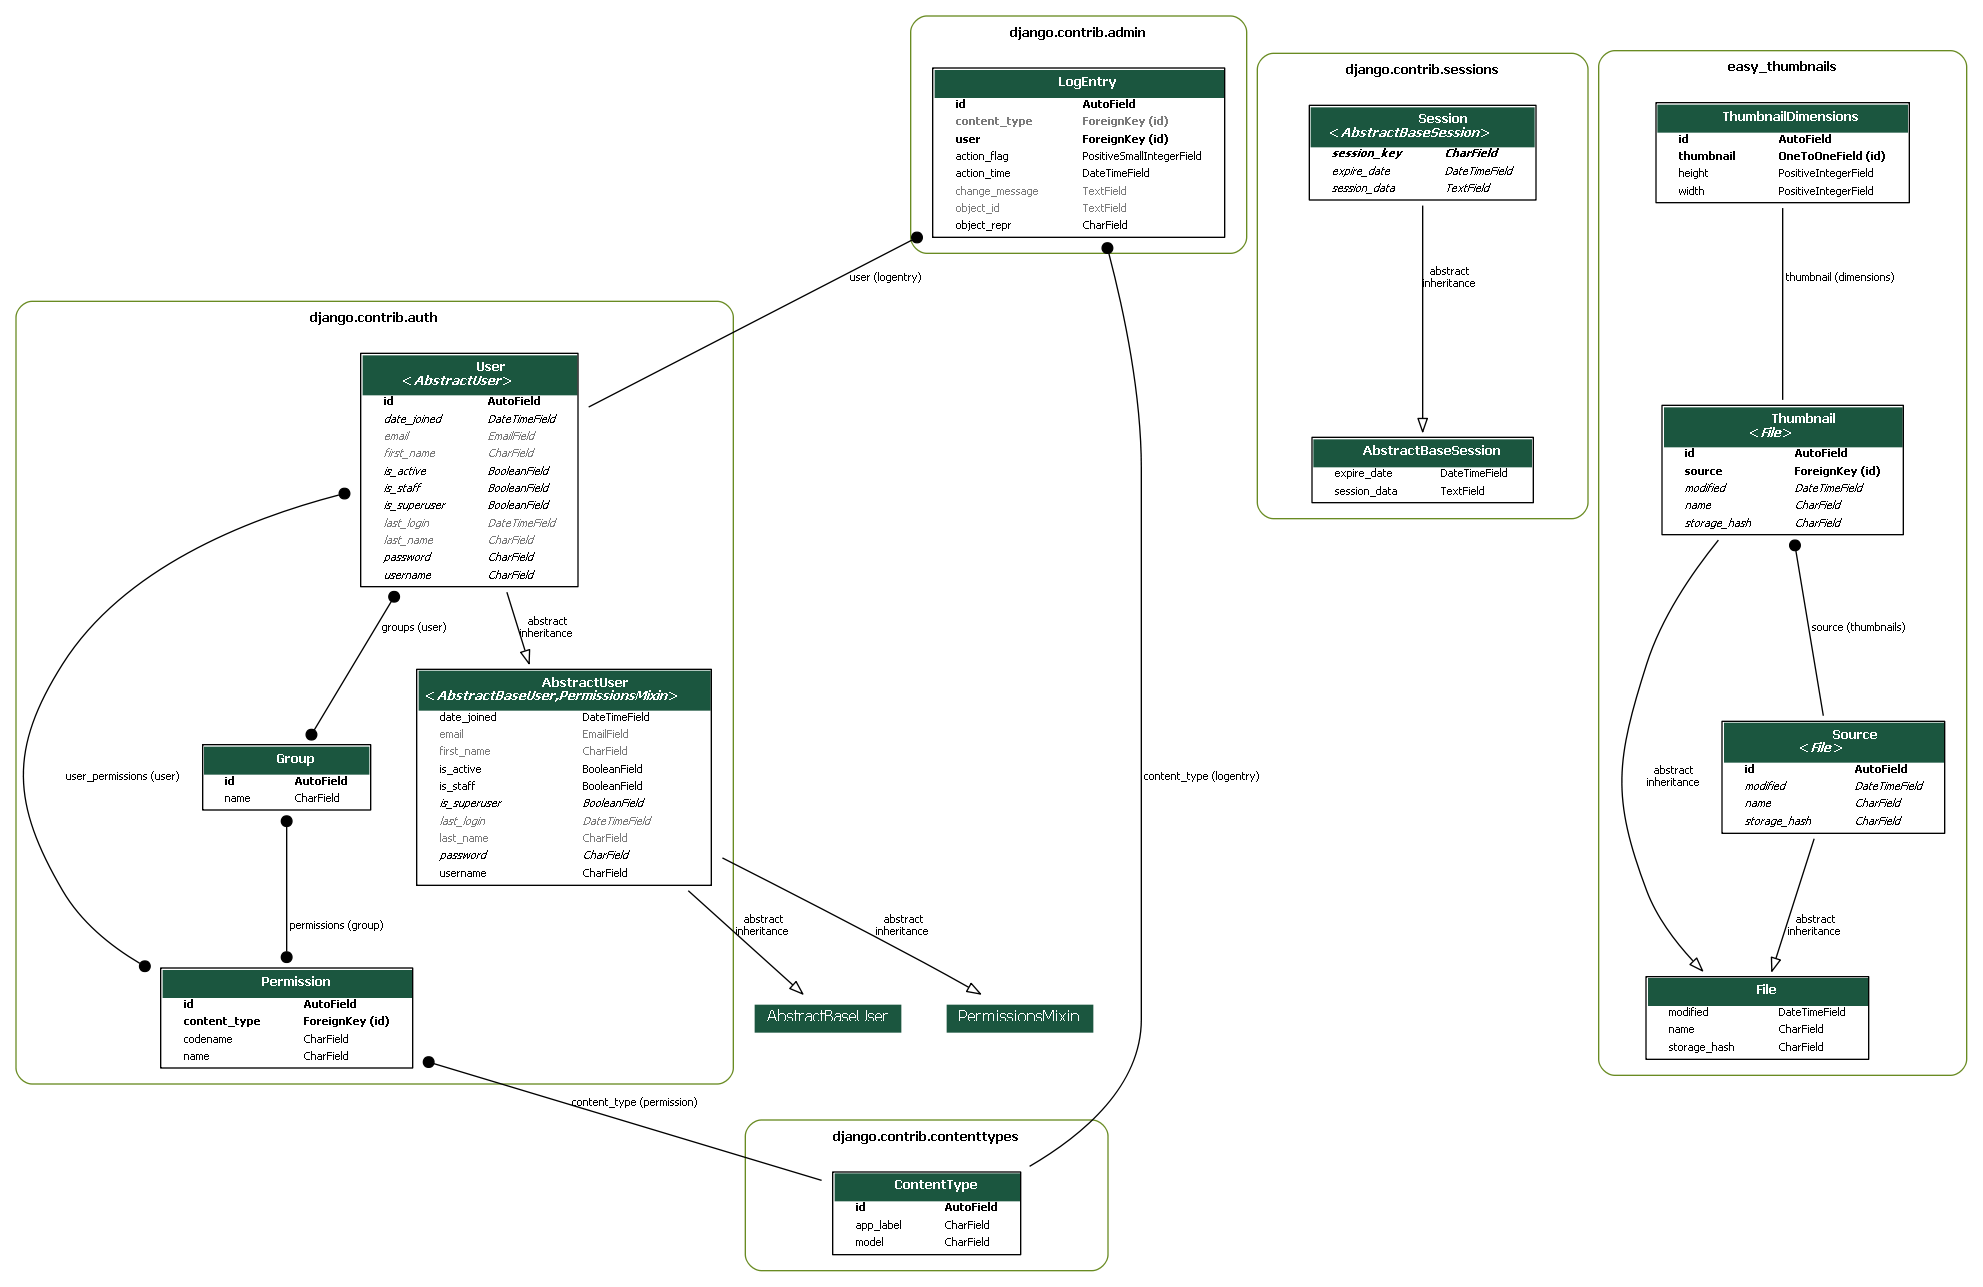 django.contrib.admin
LogEntry
id AutoField
content_type ForeignKey (id)
user ForeignKey (id)
action_flag PositiveSmallIntegerField
action_time DateTimeField
change_message TextField
object_id TextField
object_repr CharField
django.contrib.sessions
Session
<AbstractBaseSession>
session_key CharField
expire_date DateTimeField
session_data TextField
abstract
inheritance
AbstractBaseSession
expire_date DateTimeField
session_data TextField
easy_thumbnails
ThumbnailDimensions
id AutoField
thumbnail OneToOneField (id)
height PositiveIntegerField
width PositiveIntegerField
thumbnail (dimensions)
Thumbnail
<File>
id AutoField
source ForeignKey (id)
modified DateTimeField
name CharField
storage_hash CharField
source (thumbnails)
Source
<File>
id AutoField
modified DateTimeField
name CharField
storage_hash CharField
abstract
inheritance
abstract
inheritance
File
modified DateTimeField
name CharField
storage_hash CharField
user (logentry)
django.contrib.auth
User
<AbstractUser>
id AutoField
date_joined DateTimeField
email EmailField
first_name CharField
is_active BooleanField
is_staff BooleanField
is_superuser BooleanField
last_login DateTimeField
last_name CharField
password CharField
username CharField
groups (user)
abstract
inheritance
AbstractUser
<AbstractBaseUser,PermissionsMixin>
date_joined DateTimeField
email EmailField
first_name CharField
is_active BooleanField
is_staff BooleanField
is_superuser BooleanField
last_login DateTimeField
last_name CharField
password CharField
username CharField
Group
id AutoField
name CharField
user_permissions (user)
permissions (group)
Permission
id AutoField
content_type ForeignKey (id)
codename CharField
name CharField
abstract
inheritance
abstract
inheritance
AbstractBaseUser
PermissionsMixin
content_type (logentry)
content_type (permission)
django.contrib.contenttypes
ContentType
id AutoField
app_label CharField
model CharField